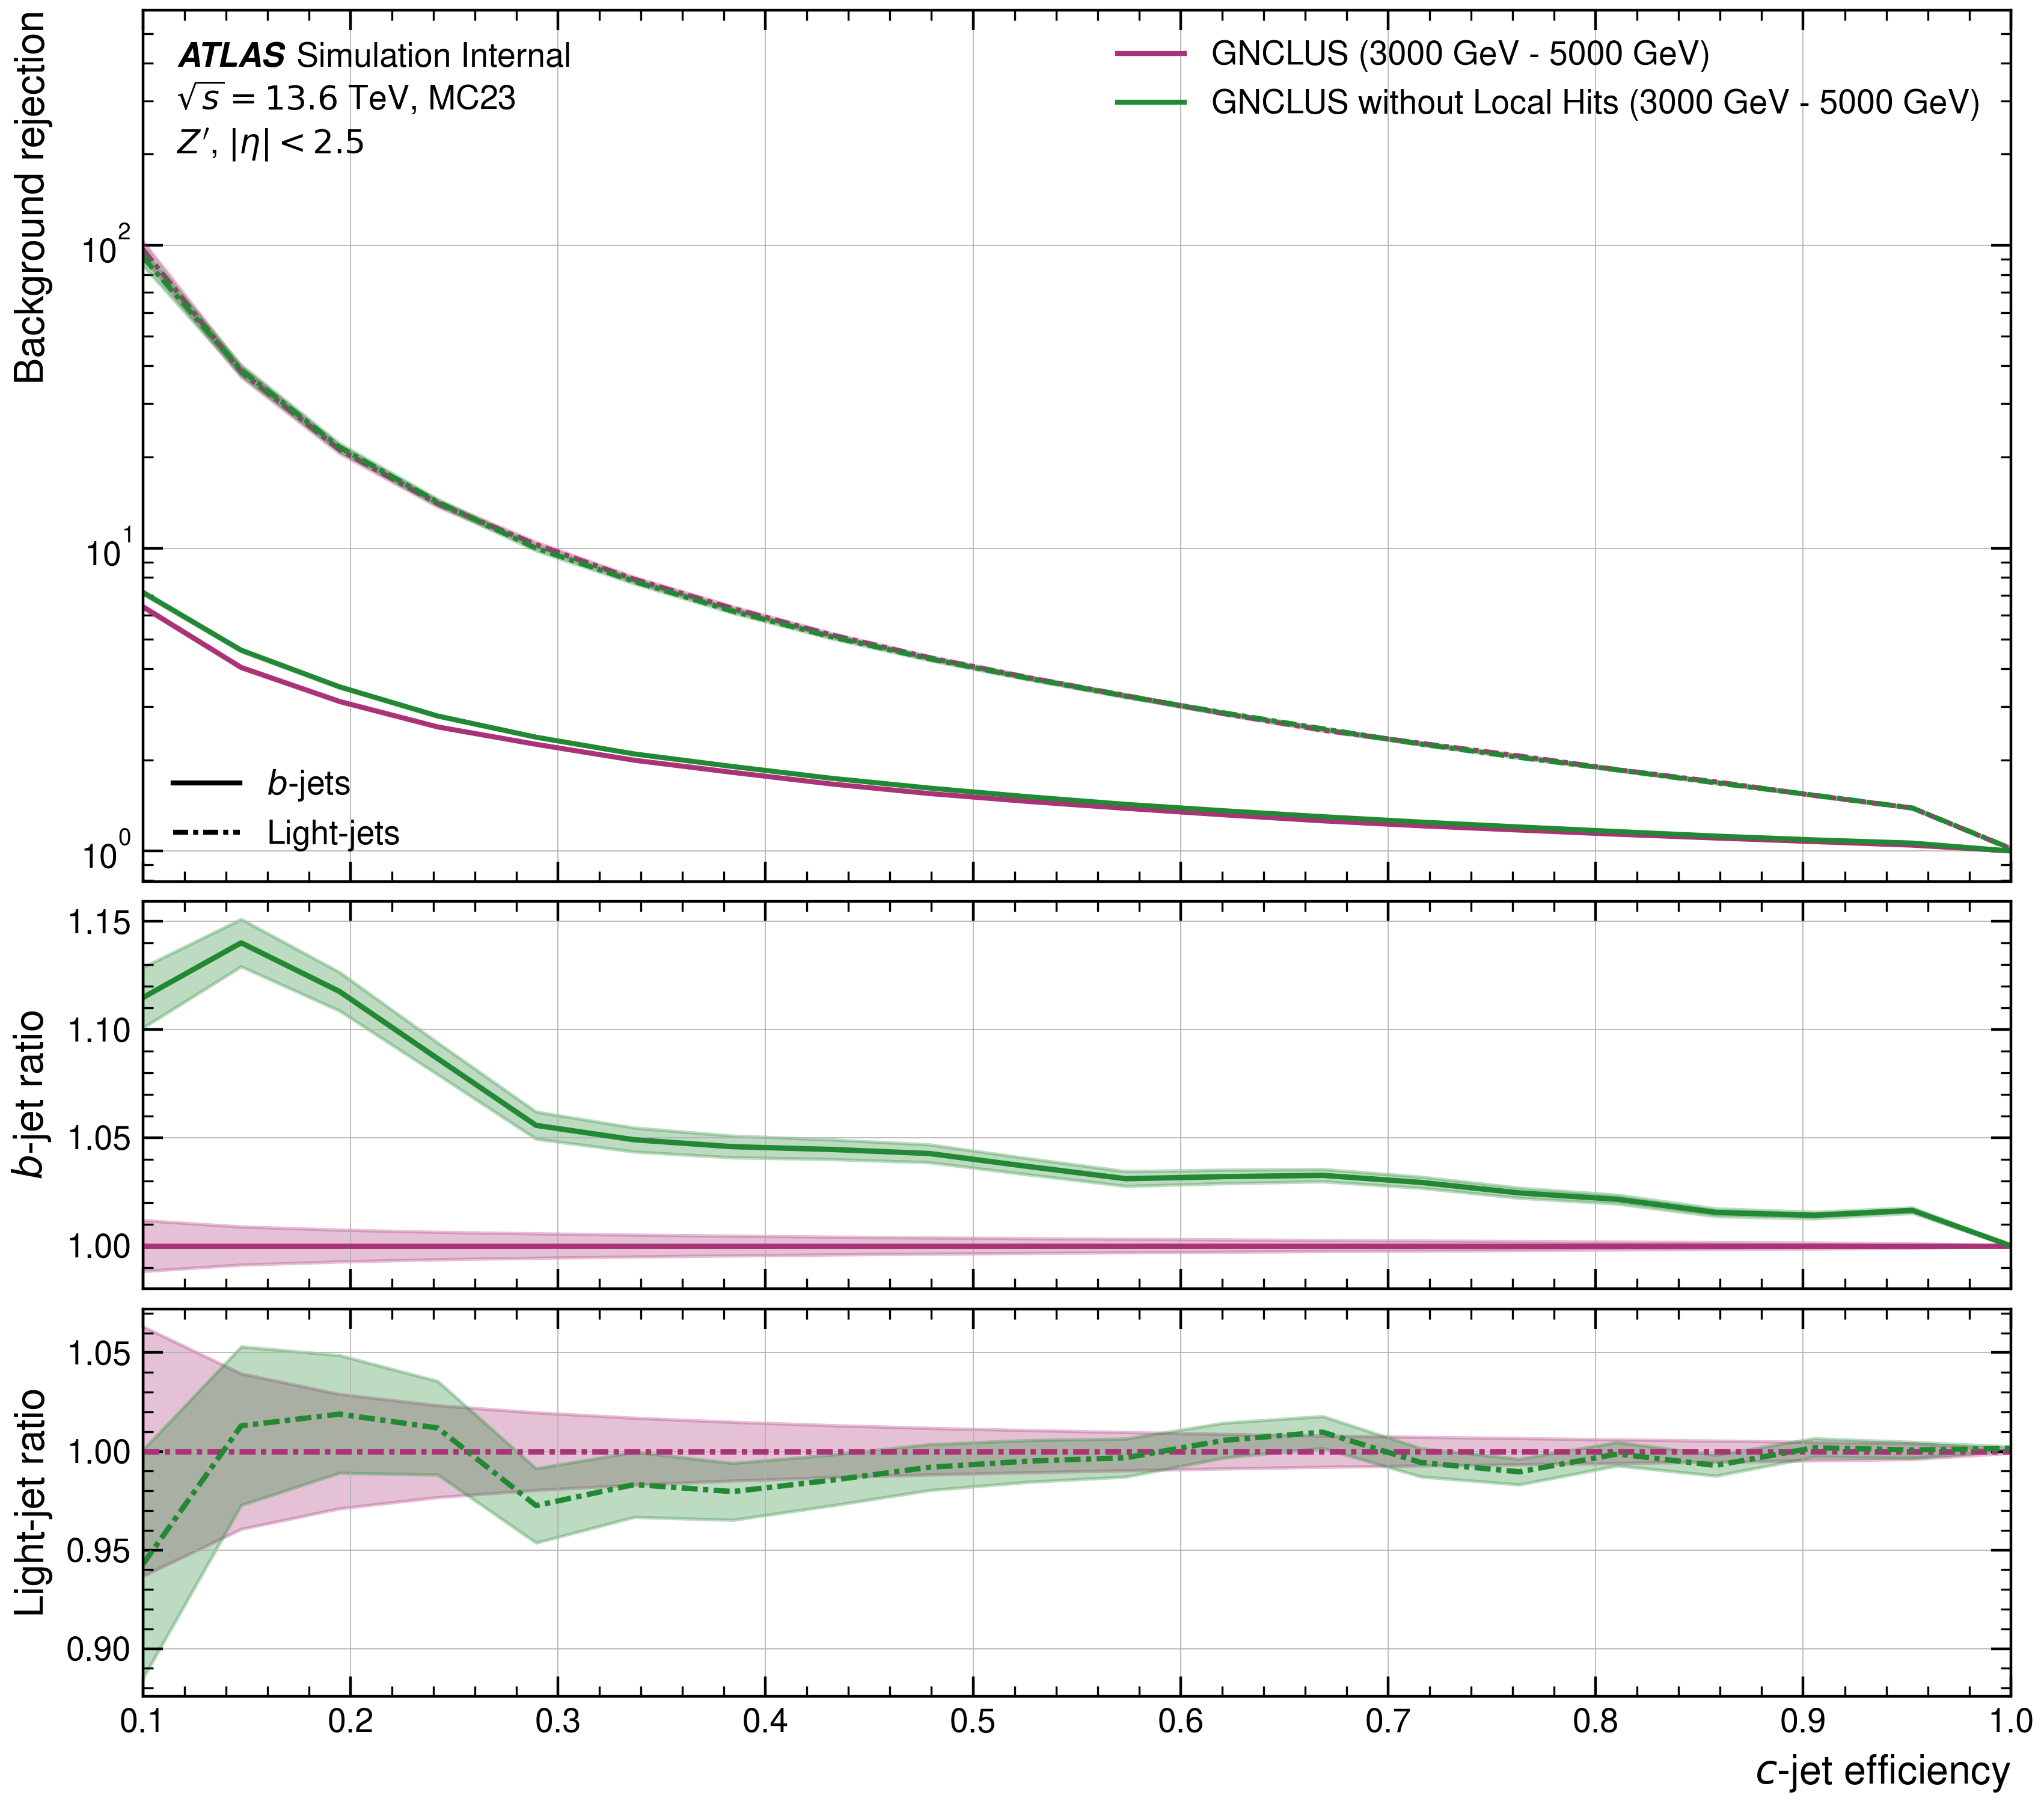 Background rejection
ATLAS Simulation Internal
√s = 13.6 TeV, MC23
Z′, |η| < 2.5
GNCLUS (3000 GeV - 5000 GeV)
GNCLUS without Local Hits (3000 GeV - 5000 GeV)
10²
10¹
10⁰
b-jets
Light-jets
b-jet ratio
1.15
1.10
1.05
1.00
Light-jet ratio
1.05
1.00
0.95
0.90
0.1 0.2 0.3 0.4 0.5 0.6 0.7 0.8 0.9 1.0
c-jet efficiency